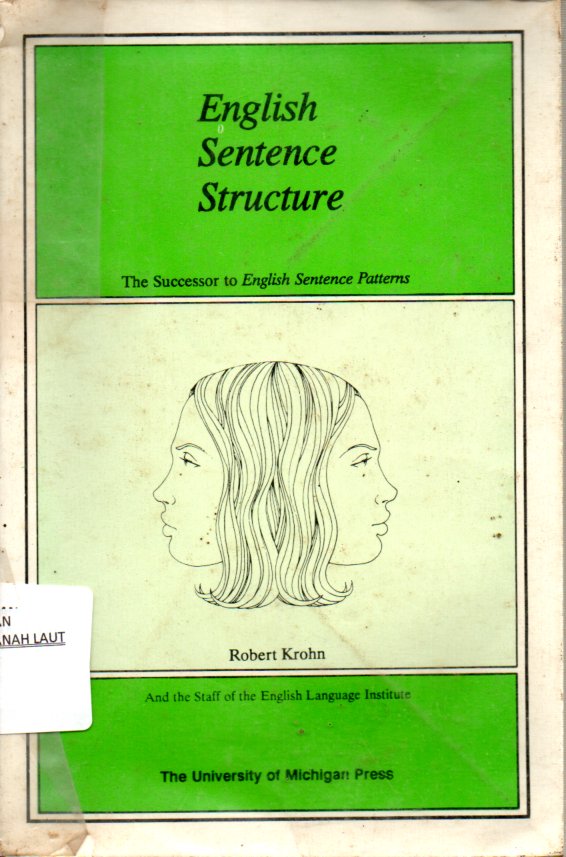 English
Sentence
Structure
The Successor to English Sentence Patterns
AN
ANAH LAUT
Robert Krohn
And the Staff of the English Language Institute
The University of Michigan Press